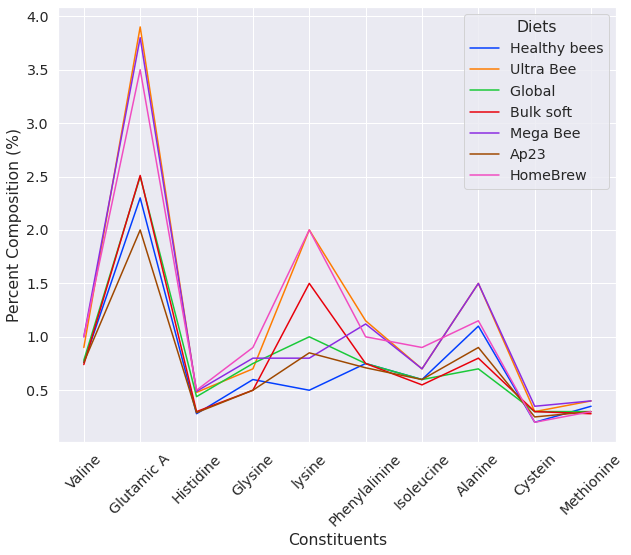 4.0
3.5
3.0
2.5
2.0
1.5
1.0
0.5
Percent Composition (%)
Diets
Healthy bees
Ultra Bee
Global
Bulk soft
Mega Bee
Ap23
HomeBrew
Valine
Glutamic A
Histidine
Glysine
lysine
Phenylalinine
Isoleucine
Alanine
Cystein
Methionine
Constituents